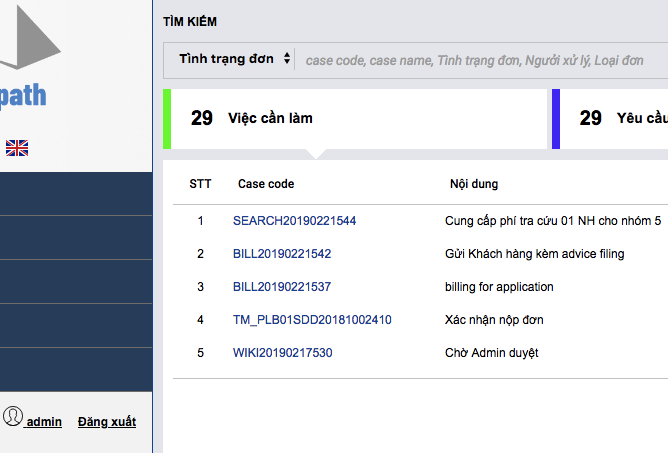 TÌM KIẾM
path
Tình trạng đơn
case code, case name, Tình trạng đơn, Người xử lý, Loại đơn
29 Việc cần làm
29 Yêu cầu
STT Case code Nội dung
1 SEARCH20190221544 Cung cấp phí tra cứu 01 NH cho nhóm 5
2 BILL20190221542 Gửi Khách hàng kèm advice filing
3 BILL20190221537 billing for application
4 TM_PLB01SDD20181002410 Xác nhận nộp đơn
5 WIKI20190217530 Chờ Admin duyệt
admin Đăng xuất